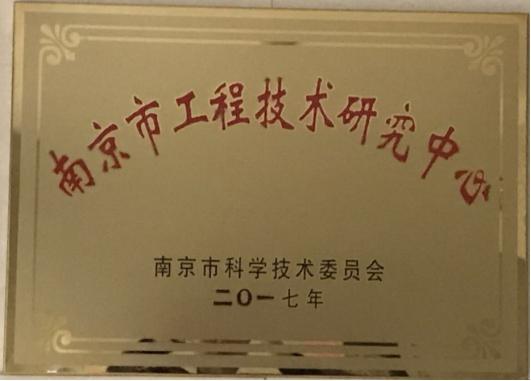 南京市工程技术研究中心
南京市科学技术委员会
二〇一七年